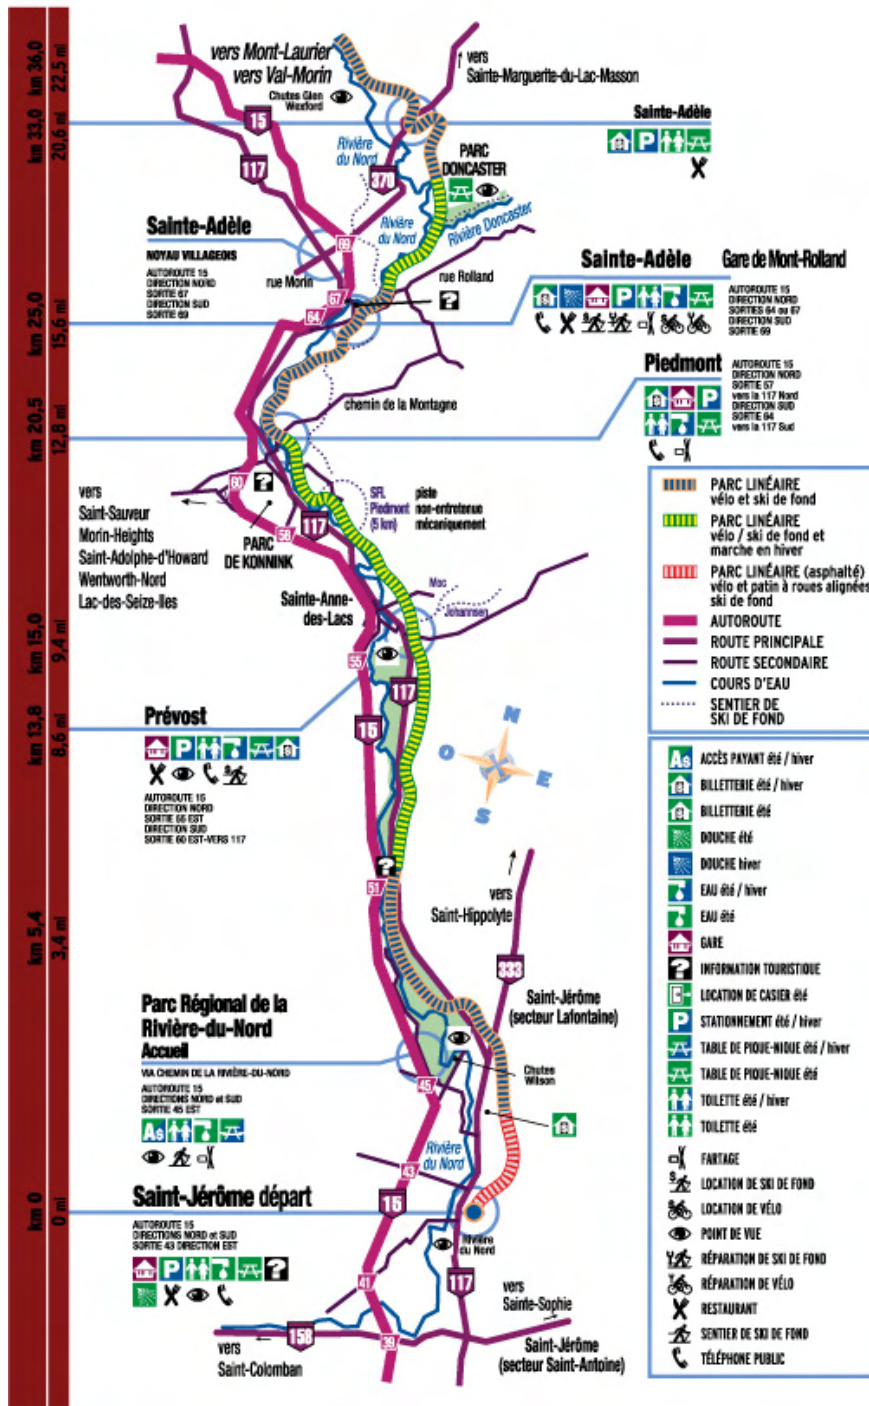 km 36,0
22,5 mi
km 33,0
20,6 mi
km 25,0
15,6 mi
km 20,5
12,8 mi
km 15,0
9,4 mi
km 13,8
8,6 mi
km 5,4
3,4 mi
km 0
0 mi
vers Mont-Laurier
vers Val-Morin
Chutes Glen
Wexford
vers
Sainte-Marguerite-du-Lac-Masson
Sainte-Adèle
P
15
117
Rivière
du Nord
370
PARC
DONCASTER
Rivière
du Nord
Rivière Doncaster
Sainte-Adèle
NOYAU VILLAGEOIS
AUTOROUTE 15
DIRECTION NORD
SORTIE 67
DIRECTION SUD
SORTIE 69
69
rue Morin
67
64
rue Rolland
?
Sainte-Adèle Gare de Mont-Rolland
P
AUTOROUTE 15
DIRECTION NORD
SORTIES 64 ou 67
DIRECTION SUD
SORTIE 69
Piedmont
P
AUTOROUTE 15
DIRECTION NORD
SORTIE 57
vers la 117 Nord
DIRECTION SUD
SORTIE 64
vers la 117 Sud
chemin de la Montagne
60
?
58
117
PARC
DE KONNINK
vers
Saint-Sauveur
Morin-Heights
Saint-Adolphe-d'Howard
Wentworth-Nord
Lac-des-Seize-Iles
SFL
Piedmont
(5 km)
piste
non-entretenue
mécaniquement
Sainte-Anne-
des-Lacs
Moc
Johannsen
55
117
15
Prévost
P
AUTOROUTE 15
DIRECTION NORD
SORTIE 55 EST
DIRECTION SUD
SORTIE 60 EST-VERS 117
N
O
E
S
?
51
vers
Saint-Hippolyte
333
Saint-Jérôme
(secteur Lafontaine)
Parc Régional de la
Rivière-du-Nord
Accueil
VIA CHEMIN DE LA RIVIÈRE-DU-NORD
AUTOROUTE 15
DIRECTIONS NORD et SUD
SORTIE 45 EST
A$
Chutes
Wilson
45
Rivière
du Nord
43
15
Saint-Jérôme départ
AUTOROUTE 15
DIRECTIONS NORD et SUD
SORTIE 43 DIRECTION EST
P
?
Rivière
du Nord
41
117
vers
Sainte-Sophie
158
39
vers
Saint-Colomban
Saint-Jérôme
(secteur Saint-Antoine)
PARC LINÉAIRE
vélo et ski de fond
PARC LINÉAIRE
vélo / ski de fond et
marche en hiver
PARC LINÉAIRE (asphalté)
vélo et patin à roues alignées
ski de fond
AUTOROUTE
ROUTE PRINCIPALE
ROUTE SECONDAIRE
COURS D'EAU
SENTIER DE
SKI DE FOND
A$ ACCÈS PAYANT été / hiver
BILLETTERIE été / hiver
BILLETTERIE été
DOUCHE été
DOUCHE hiver
EAU été / hiver
EAU été
GARE
? INFORMATION TOURISTIQUE
LOCATION DE CASIER été
P STATIONNEMENT été / hiver
TABLE DE PIQUE-NIQUE été / hiver
TABLE DE PIQUE-NIQUE été
TOILETTE été / hiver
TOILETTE été
FARTAGE
LOCATION DE SKI DE FOND
LOCATION DE VÉLO
POINT DE VUE
RÉPARATION DE SKI DE FOND
RÉPARATION DE VÉLO
RESTAURANT
SENTIER DE SKI DE FOND
TÉLÉPHONE PUBLIC